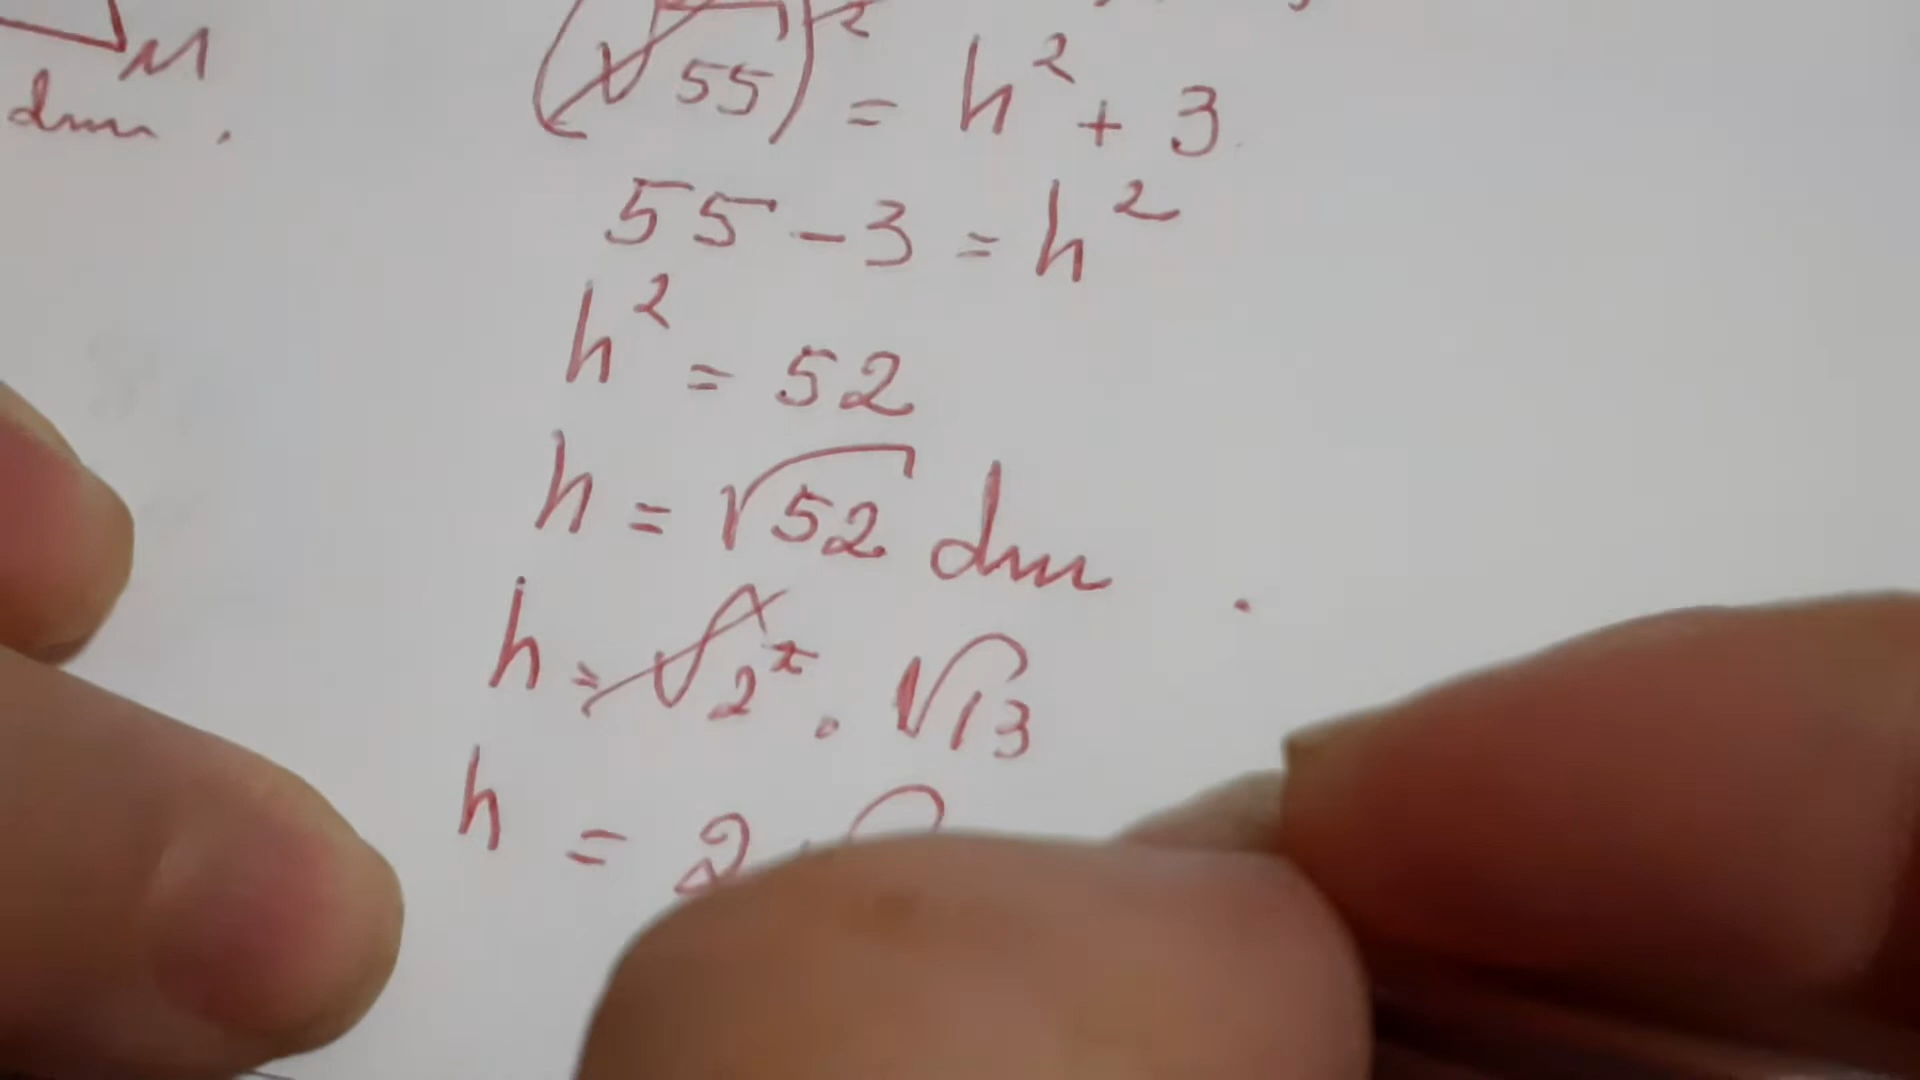 M
dm.
(√55)² = h² + 3
55 - 3 = h²
h² = 52
h = √52 dm
h = √2² · √13
h = 2√